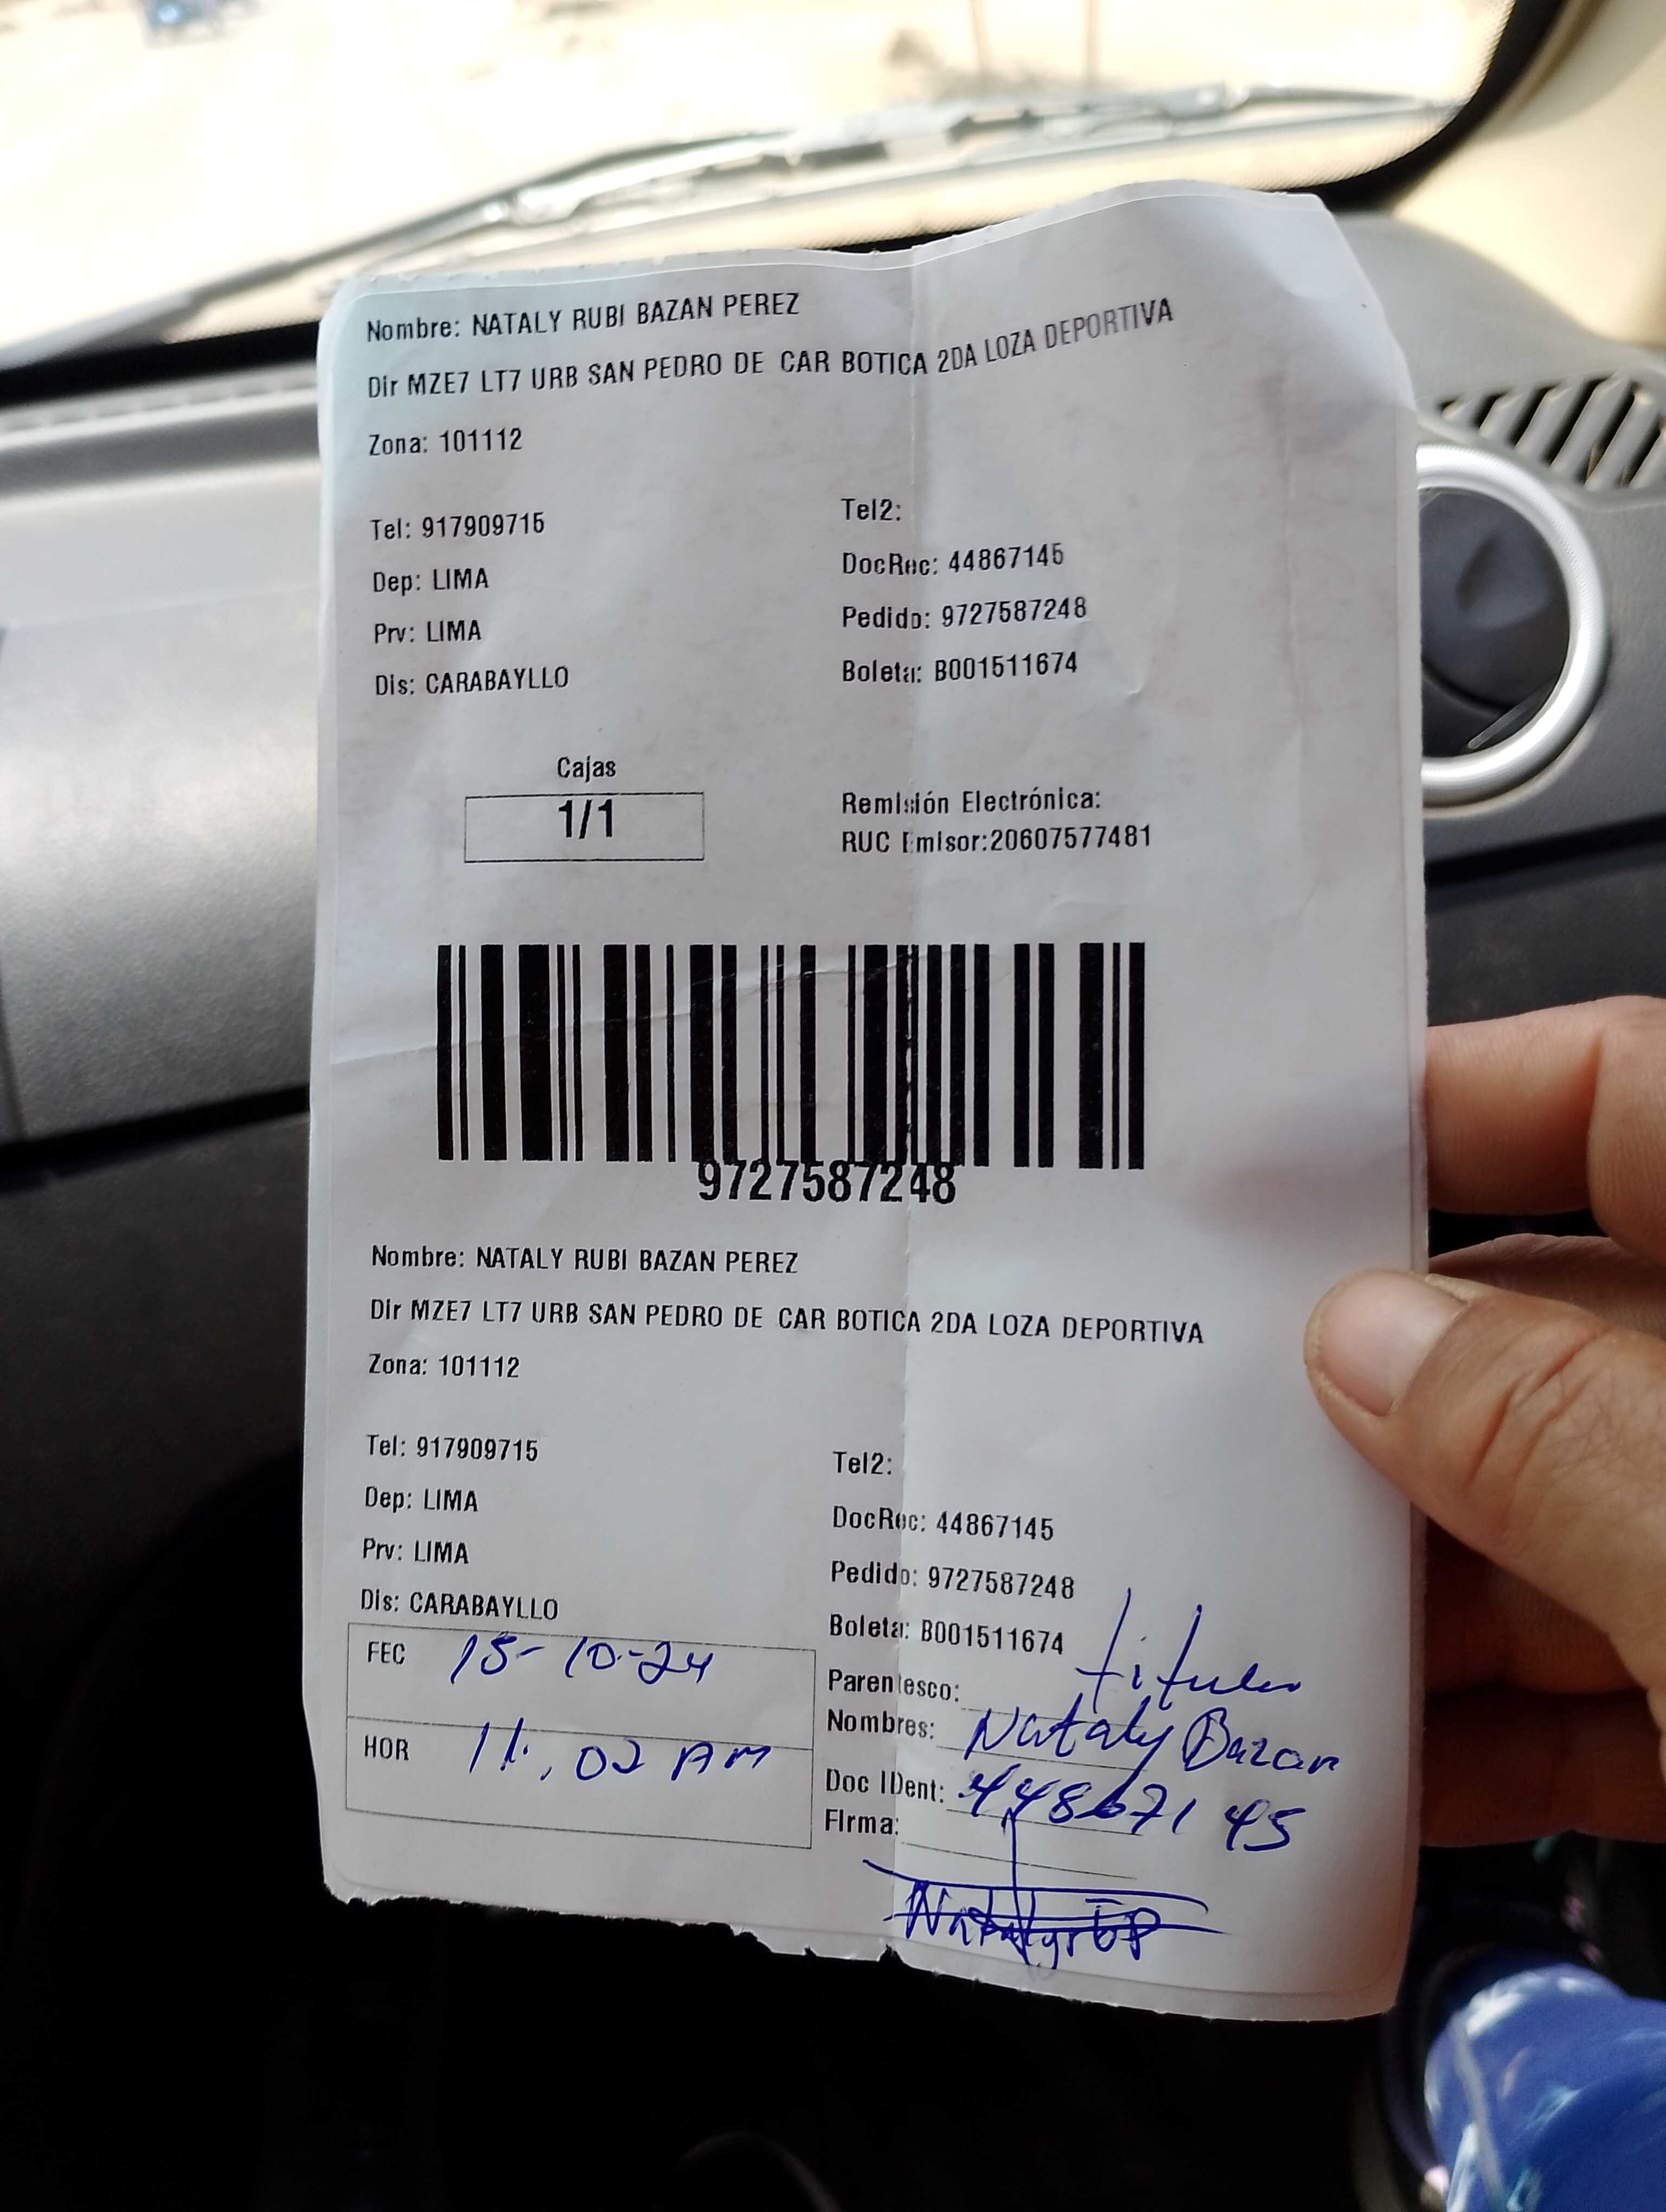 Nombre: NATALY RUBI BAZAN PEREZ
Dir MZE7 LT7 URB SAN PEDRO DE CAR BOTICA 2DA LOZA DEPORTIVA
Zona: 101112
Tel: 917909715
Tel2:
Dep: LIMA
DocRec: 44867145
Prv: LIMA
Pedido: 9727587248
Dis: CARABAYLLO
Boleta: B001511674
Cajas
1/1
Remisión Electrónica:
RUC Emisor:20607577481
9727587248
Nombre: NATALY RUBI BAZAN PEREZ
Dir MZE7 LT7 URB SAN PEDRO DE CAR BOTICA 2DA LOZA DEPORTIVA
Zona: 101112
Tel: 917909715
Tel2:
Dep: LIMA
DocRec: 44867145
Prv: LIMA
Pedido: 9727587248
Dis: CARABAYLLO
Boleta: B001511674
FEC 15-10-24
Parentesco: titular
Nombres: Nataly Bazan
HOR 11:02 AM
Doc IDent: 44867145
Firma: